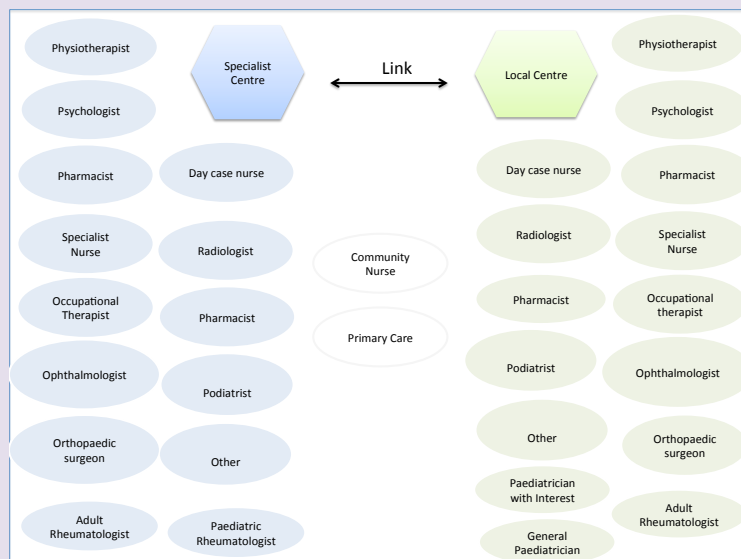 Physiotherapist
Psychologist
Pharmacist
Specialist
Nurse
Occupational
Therapist
Ophthalmologist
Orthopaedic
surgeon
Adult
Rheumatologist
Specialist
Centre
Day case nurse
Radiologist
Pharmacist
Podiatrist
Other
Paediatric
Rheumatologist
Link
Community
Nurse
Primary Care
Local Centre
Day case nurse
Radiologist
Pharmacist
Podiatrist
Other
Paediatrician
with Interest
General
Paediatrician
Physiotherapist
Psychologist
Pharmacist
Specialist
Nurse
Occupational
therapist
Ophthalmologist
Orthopaedic
surgeon
Adult
Rheumatologist